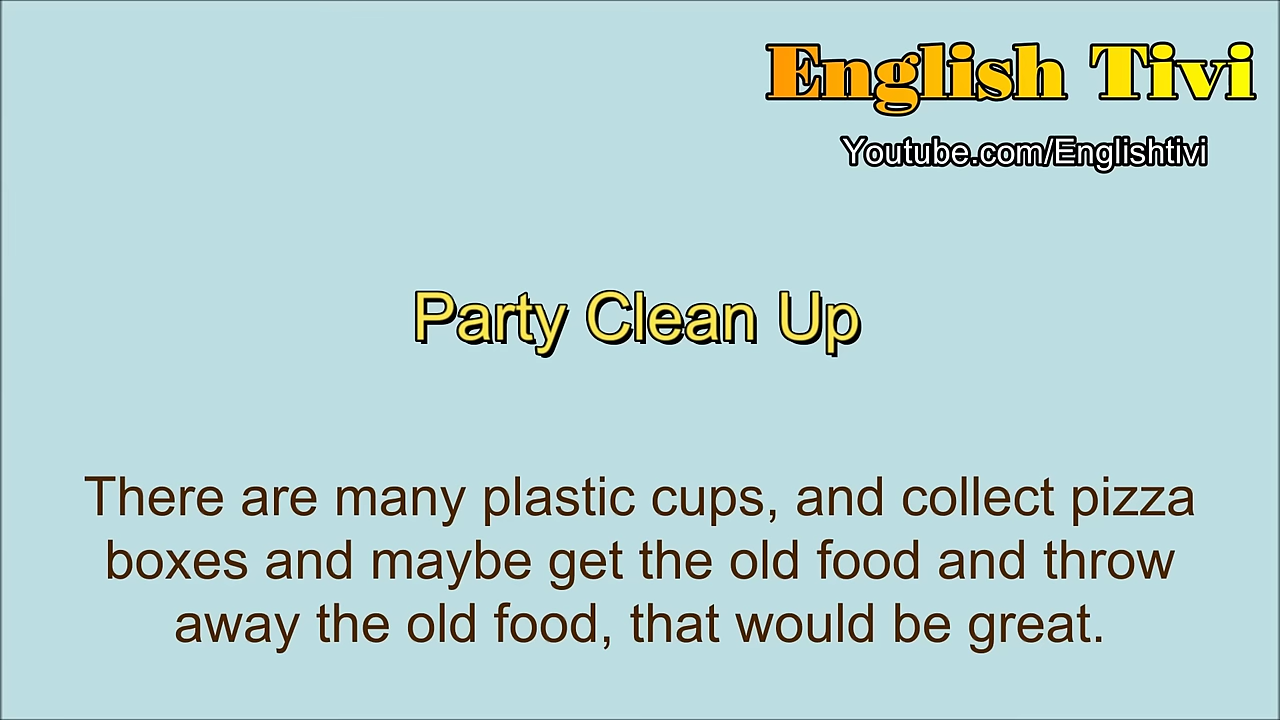 English Tivi
Youtube.com/Englishtivi
Party Clean Up
There are many plastic cups, and collect pizza
boxes and maybe get the old food and throw
away the old food, that would be great.